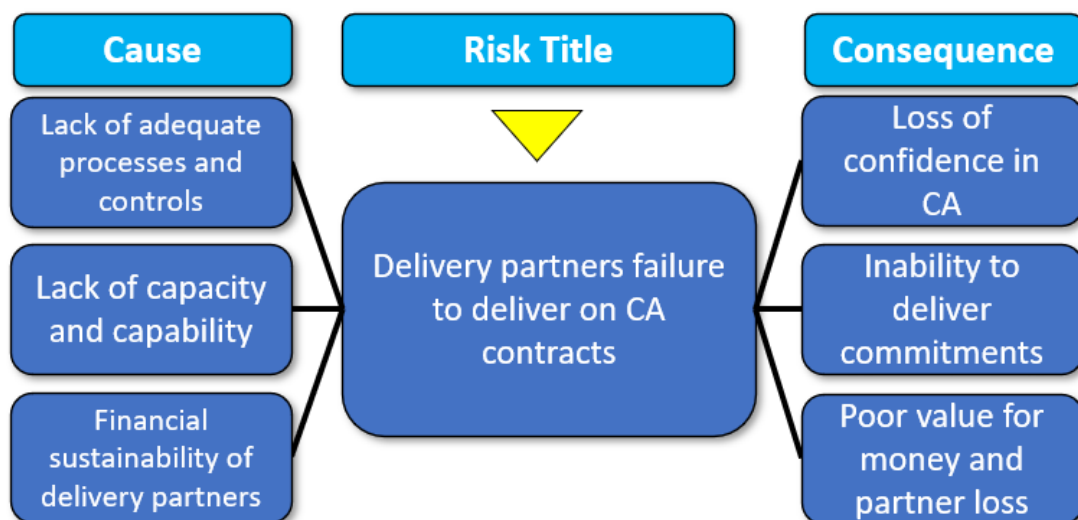 Cause
Risk Title
Consequence
Lack of adequate
processes and
controls
Lack of capacity
and capability
Financial
sustainability of
delivery partners
Delivery partners failure
to deliver on CA
contracts
Loss of
confidence in
CA
Inability to
deliver
commitments
Poor value for
money and
partner loss